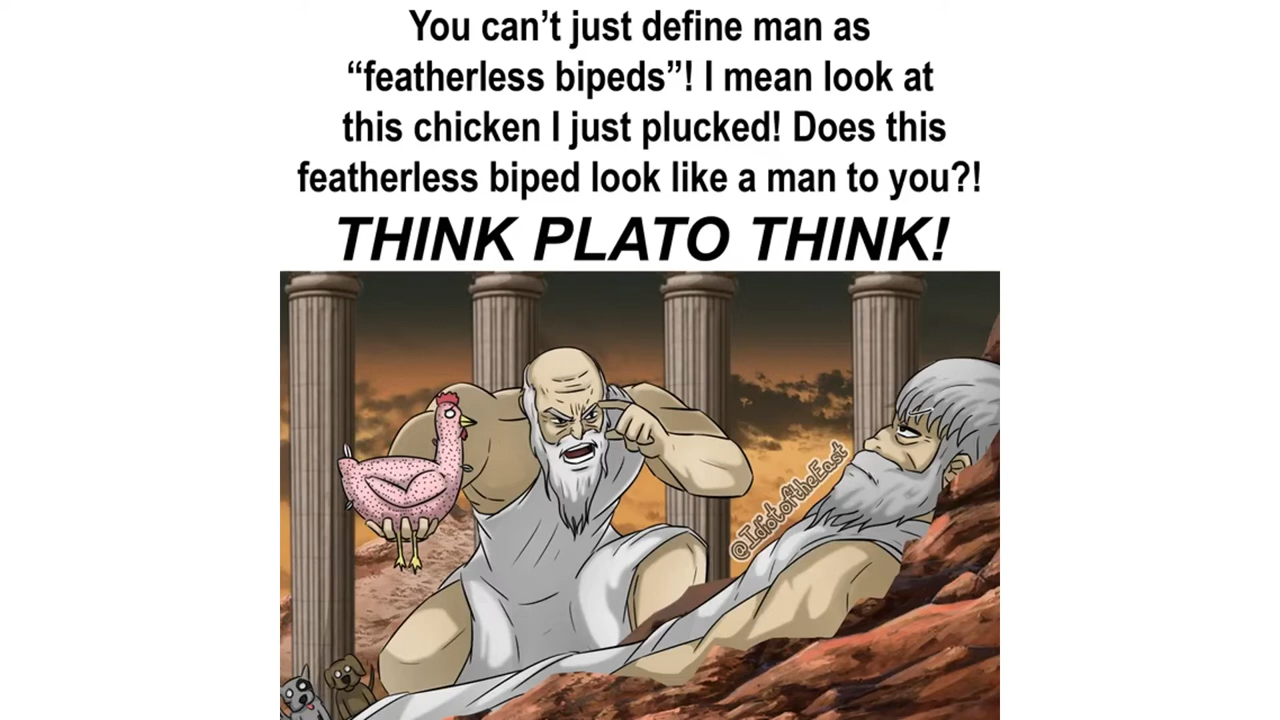 You can’t just define man as
“featherless bipeds”! I mean look at
this chicken I just plucked! Does this
featherless biped look like a man to you?!
THINK PLATO THINK!
@IdiotoftheEast